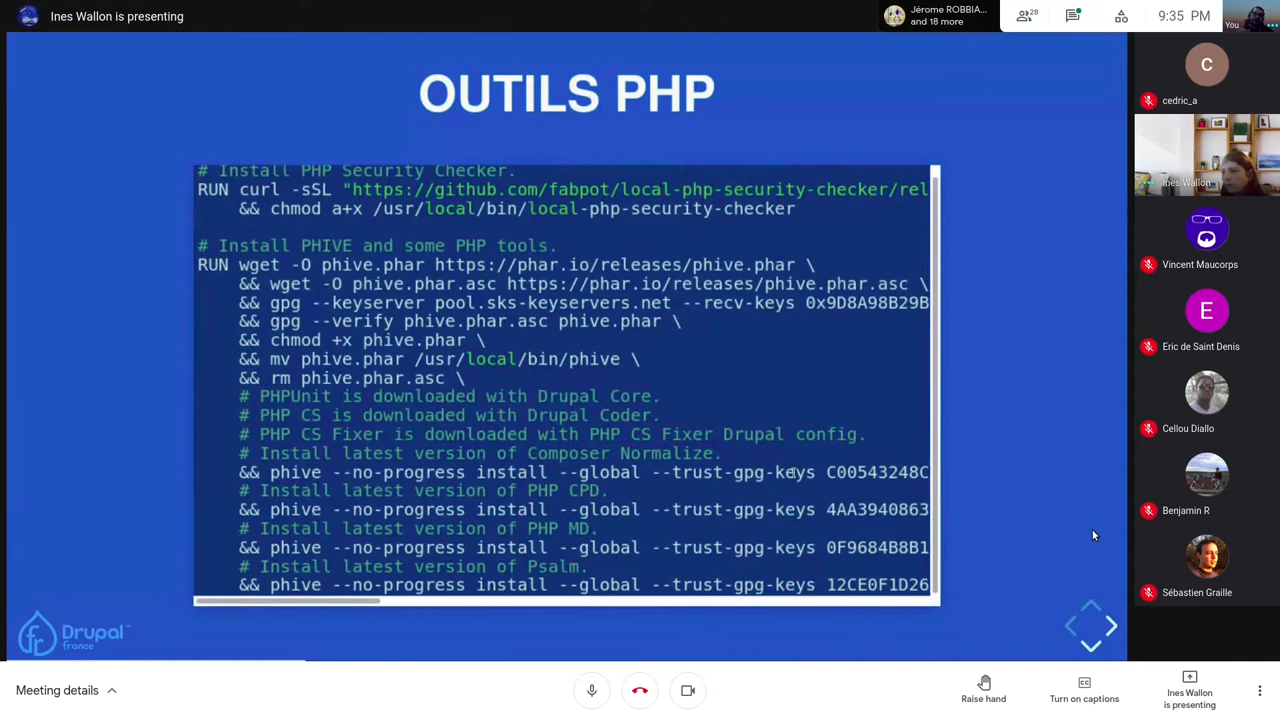 Ines Wallon is presenting
Jérome ROBBIA...
and 18 more
28
9:35 PM
You
OUTILS PHP
# Install PHP Security Checker.
RUN curl -sSL "https://github.com/fabpot/local-php-security-checker/rel
&& chmod a+x /usr/local/bin/local-php-security-checker
# Install PHIVE and some PHP tools.
RUN wget -O phive.phar https://phar.io/releases/phive.phar \
&& wget -O phive.phar.asc https://phar.io/releases/phive.phar.asc \
&& gpg --keyserver pool.sks-keyservers.net --recv-keys 0x9D8A98B29B
&& gpg --verify phive.phar.asc phive.phar \
&& chmod +x phive.phar \
&& mv phive.phar /usr/local/bin/phive \
&& rm phive.phar.asc \
# PHPUnit is downloaded with Drupal Core.
# PHP CS is downloaded with Drupal Coder.
# PHP CS Fixer is downloaded with PHP CS Fixer Drupal config.
# Install latest version of Composer Normalize.
&& phive --no-progress install --global --trust-gpg-keys C00543248C
# Install latest version of PHP CPD.
&& phive --no-progress install --global --trust-gpg-keys 4AA3940863
# Install latest version of PHP MD.
&& phive --no-progress install --global --trust-gpg-keys 0F9684B8B1
# Install latest version of Psalm.
&& phive --no-progress install --global --trust-gpg-keys 12CE0F1D26
fr
Drupal™
france
C
cedric_a
Ines Wallon
Vincent Maucorps
E
Eric de Saint Denis
Cellou Diallo
Benjamin R
Sébastien Graille
Meeting details
Raise hand
CC
Turn on captions
Ines Wallon
is presenting